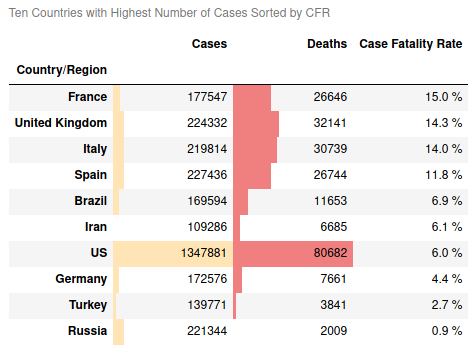 Ten Countries with Highest Number of Cases Sorted by CFR
Cases Deaths Case Fatality Rate
Country/Region
France 177547 26646 15.0 %
United Kingdom 224332 32141 14.3 %
Italy 219814 30739 14.0 %
Spain 227436 26744 11.8 %
Brazil 169594 11653 6.9 %
Iran 109286 6685 6.1 %
US 1347881 80682 6.0 %
Germany 172576 7661 4.4 %
Turkey 139771 3841 2.7 %
Russia 221344 2009 0.9 %